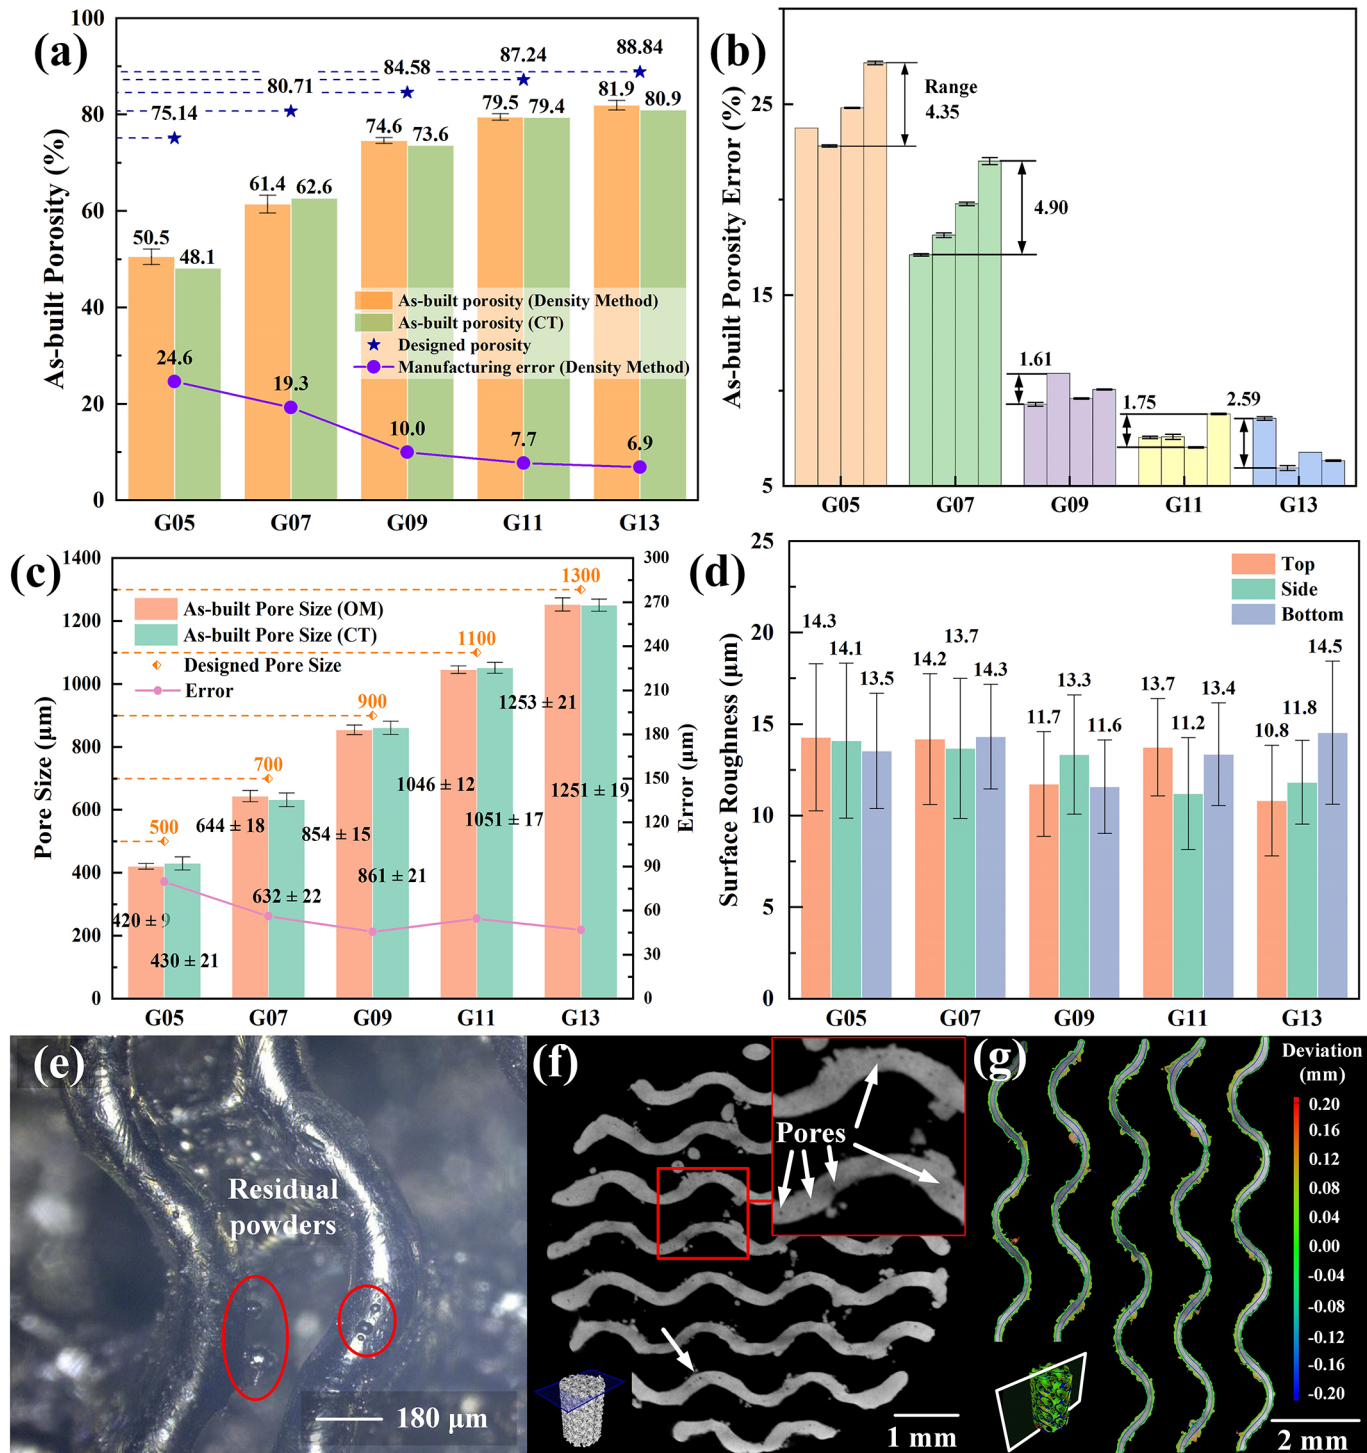 (a)
As-built Porosity (%)
100
80
60
40
20
0
75.14
80.71
84.58
87.24
88.84
50.5
48.1
61.4
62.6
74.6
73.6
79.5
79.4
81.9
80.9
As-built porosity (Density Method)
As-built porosity (CT)
Designed porosity
Manufacturing error (Density Method)
24.6
19.3
10.0
7.7
6.9
G05
G07
G09
G11
G13
(b)
As-built Porosity Error (%)
25
15
5
Range
4.35
4.90
1.61
1.75
2.59
G05
G07
G09
G11
G13
(c)
Pore Size (μm)
1400
1200
1000
800
600
400
200
0
As-built Pore Size (OM)
As-built Pore Size (CT)
Designed Pore Size
Error
500
700
900
1100
1300
420 ± 9
430 ± 21
644 ± 18
632 ± 22
854 ± 15
861 ± 21
1046 ± 12
1051 ± 17
1253 ± 21
1251 ± 19
300
270
240
210
180
150
120
90
60
30
0
Error (μm)
G05
G07
G09
G11
G13
(d)
Surface Roughness (μm)
25
20
15
10
5
0
Top
Side
Bottom
14.3
14.1
13.5
14.2
13.7
14.3
11.7
13.3
11.6
13.7
11.2
13.4
10.8
11.8
14.5
G05
G07
G09
G11
G13
(e)
Residual
powders
180 μm
(f)
Pores
1 mm
(g)
Deviation
(mm)
0.20
0.16
0.12
0.08
0.04
0.00
-0.04
-0.08
-0.12
-0.16
-0.20
2 mm